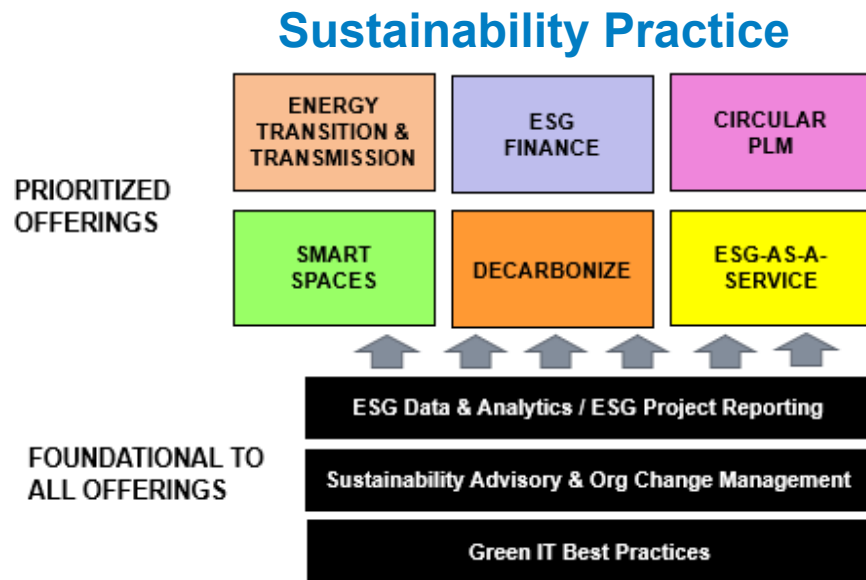 Sustainability Practice
PRIORITIZED
OFFERINGS
ENERGY
TRANSITION &
TRANSMISSION
ESG
FINANCE
CIRCULAR
PLM
SMART
SPACES
DECARBONIZE
ESG-AS-A-
SERVICE
FOUNDATIONAL TO
ALL OFFERINGS
ESG Data & Analytics / ESG Project Reporting
Sustainability Advisory & Org Change Management
Green IT Best Practices